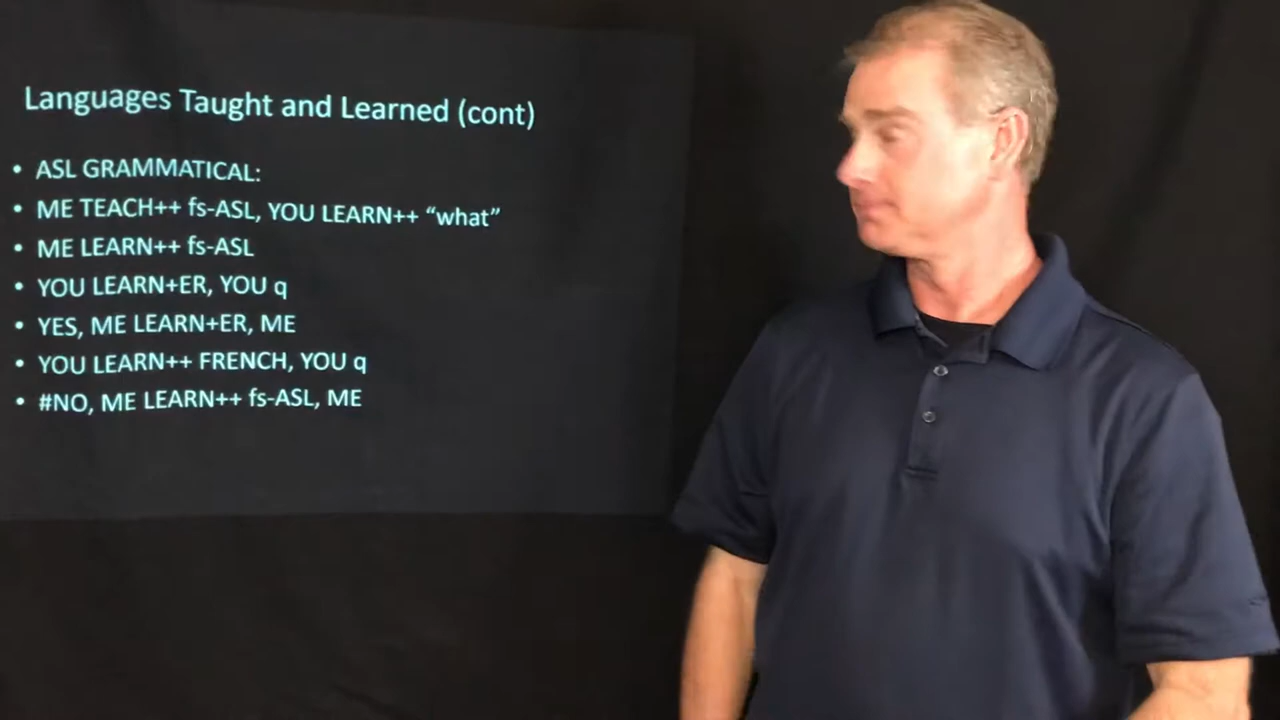 Languages Taught and Learned (cont)
• ASL GRAMMATICAL:
• ME TEACH++ fs-ASL, YOU LEARN++ “what”
• ME LEARN++ fs-ASL
• YOU LEARN+ER, YOU q
• YES, ME LEARN+ER, ME
• YOU LEARN++ FRENCH, YOU q
• #NO, ME LEARN++ fs-ASL, ME